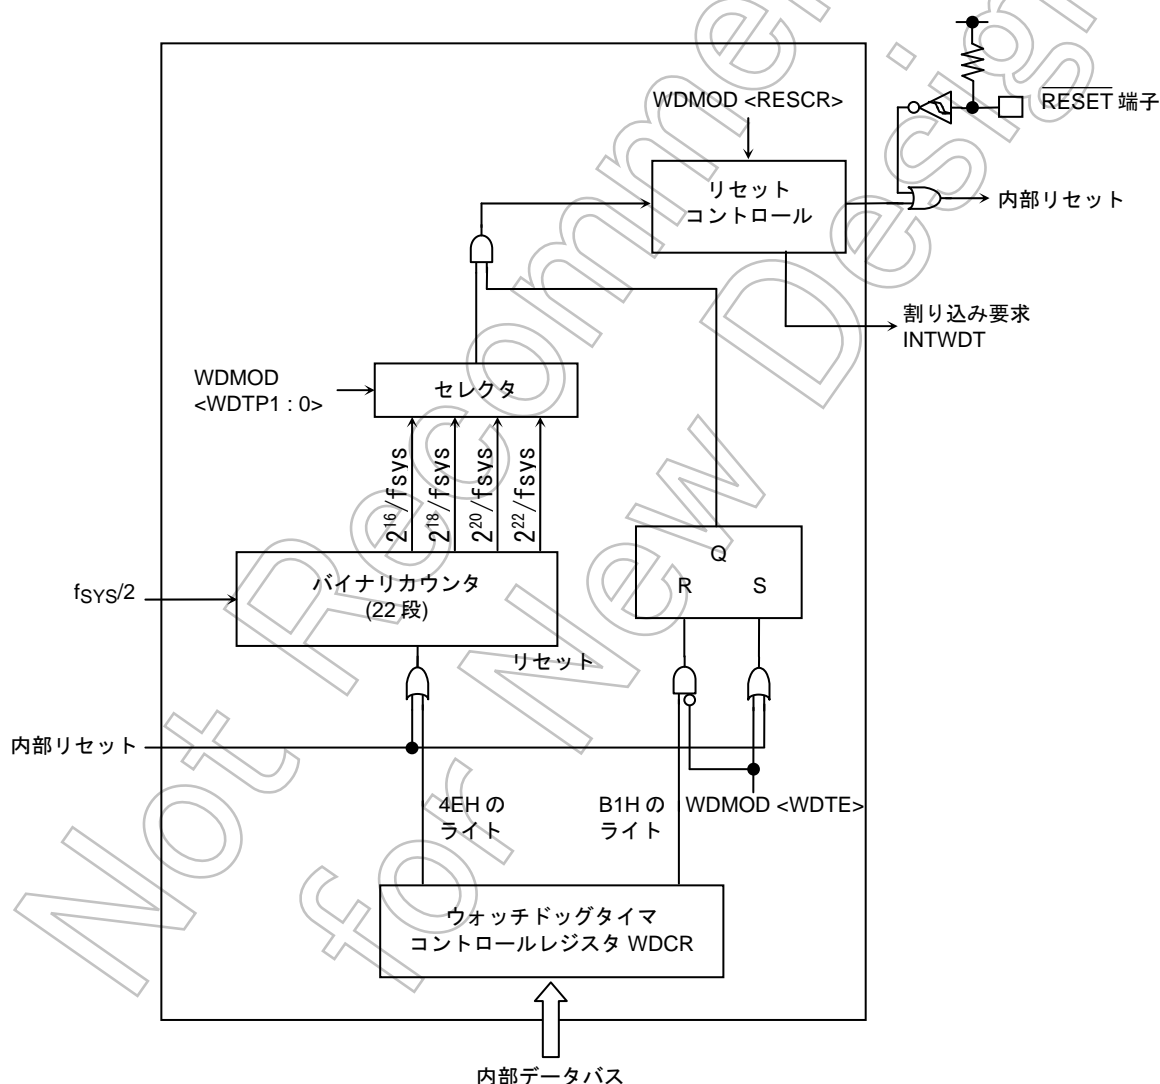 WDMOD <RESCR>
RESET 端子
リセット
コントロール
内部リセット
割り込み要求
INTWDT
WDMOD
<WDTP1 : 0>
セレクタ
2^16/fsys
2^18/fsys
2^20/fsys
2^22/fsys
fSYS/2
バイナリカウンタ
(22 段)
Q
R S
リセット
内部リセット
4EH の
ライト
B1H の
ライト
WDMOD <WDTE>
ウォッチドッグタイマ
コントロールレジスタ WDCR
内部データバス
Not Recommen
for New Design